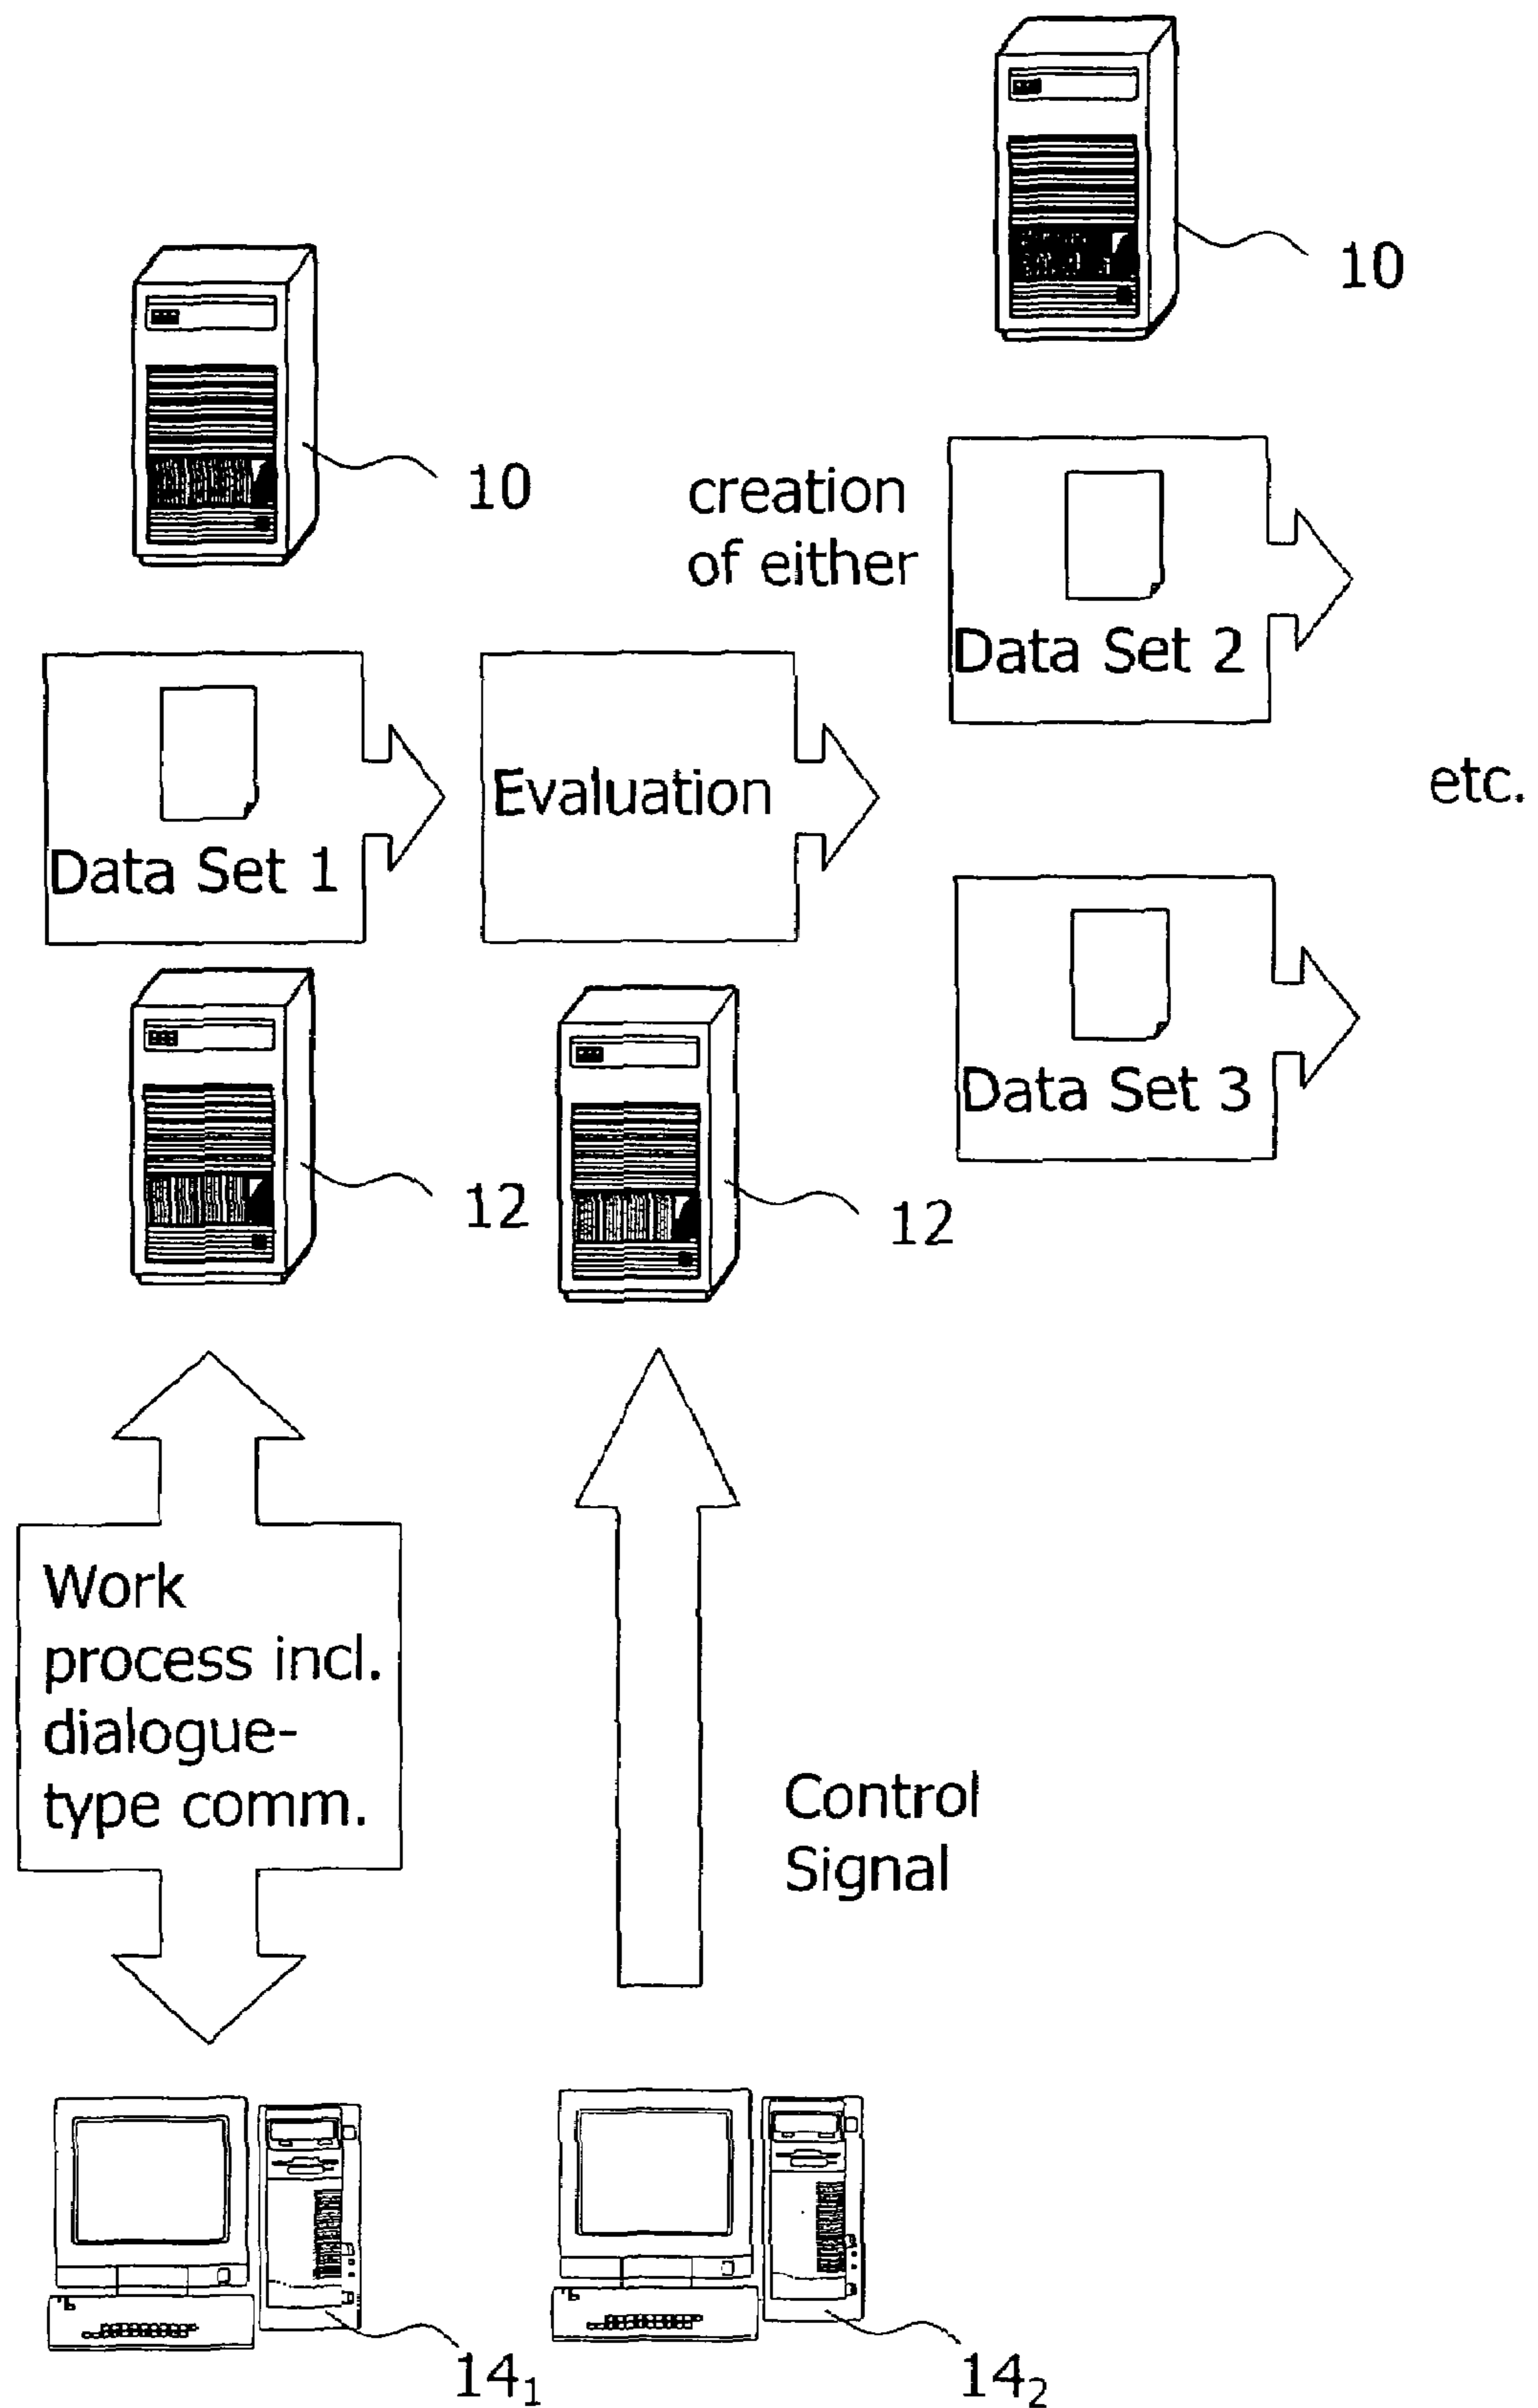 10
10
creation
of either
Data Set 2
Data Set 1
Evaluation
etc.
Data Set 3
12
12
Work
process incl.
dialogue-
type comm.
Control
Signal
14₁
14₂